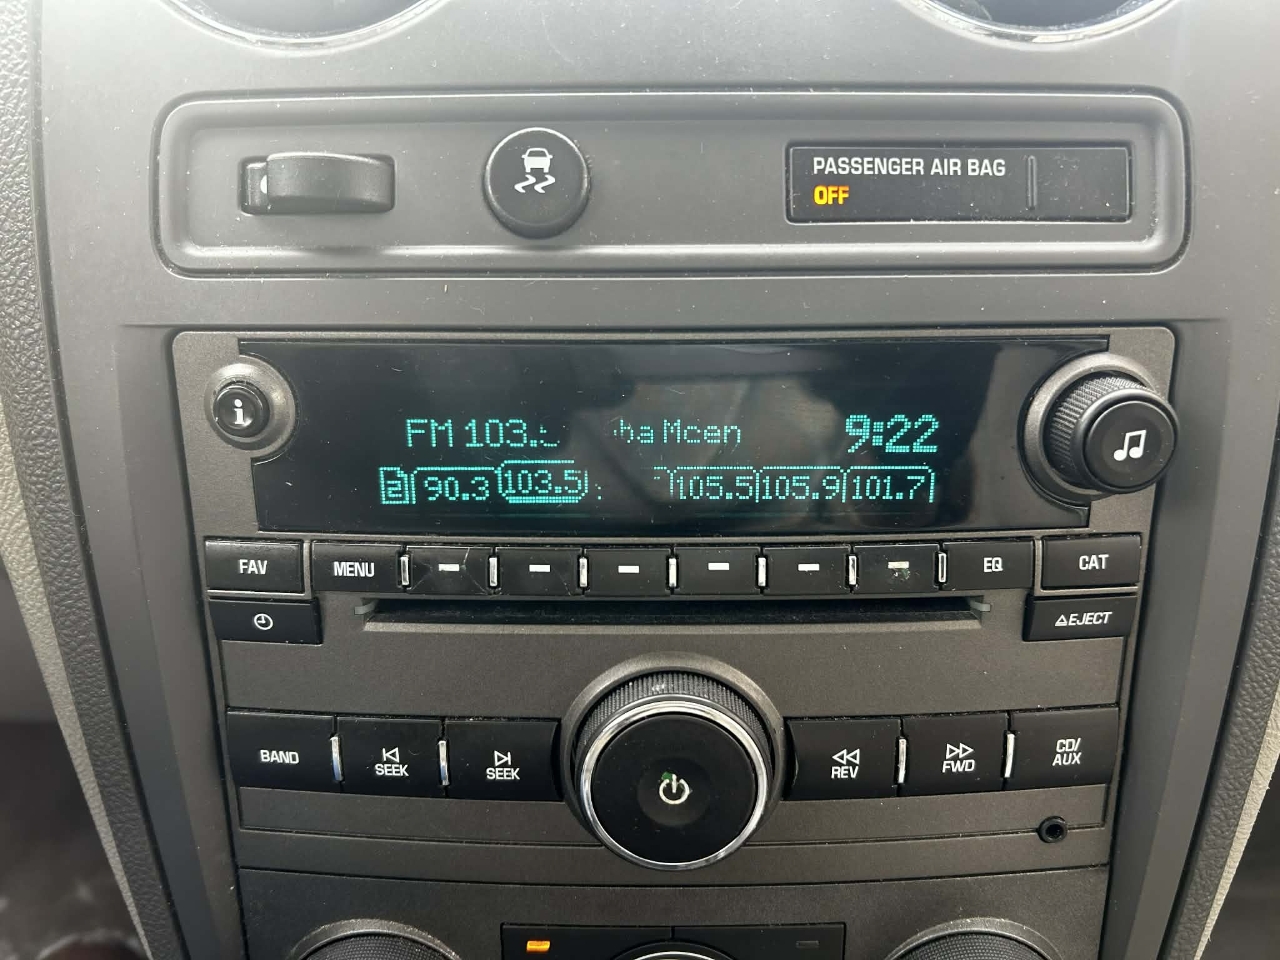 PASSENGER AIR BAG
OFF
i
FM 103. Mcen 9:22
2 90.3 103.5 105.5 105.9 101.7
FAV MENU EQ CAT
EJECT
BAND SEEK SEEK REV FWD CD/
AUX